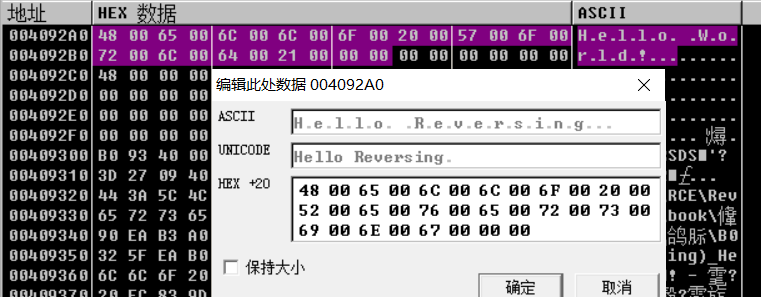 地址 HEX 数据 ASCII
004092A0 48 00 65 00 6C 00 6C 00 6F 00 20 00 57 00 6F 00 H.e.l.l.o. .W.o.
004092B0 72 00 6C 00 64 00 21 00 00 00 00 00 00 00 00 00 r.l.d.!.........
004092C0 48 00 00 00
004092D0 00 00 00 00
004092E0 00 00 00 00
004092F0 00 00 00 00
00409300 B0 93 40 00 SDS■'?
00409310 3D 27 09 40
00409320 44 3A 5C 4C RCE\Rev
00409330 65 72 73 65 book\
00409340 90 EA B3 A0 \B0
00409350 32 5F EA B0 ing)_He
00409360 6C 6C 6F 20 ! -
00409370 20 EC 83 9D
编辑此处数据 004092A0
ASCII H.e.l.l.o. .R.e.v.e.r.s.i.n.g...
UNICODE Hello Reversing.
HEX +20 48 00 65 00 6C 00 6C 00 6F 00 20 00
52 00 65 00 76 00 65 00 72 00 73 00
69 00 6E 00 67 00 00 00
保持大小
确定 取消